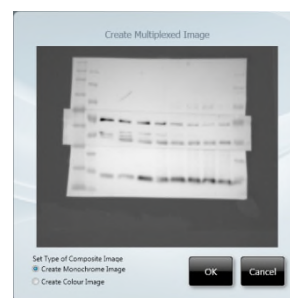 Create Multiplexed Image
Set Type of Composite Image
Create Monochrome Image
Create Colour Image
OK
Cancel